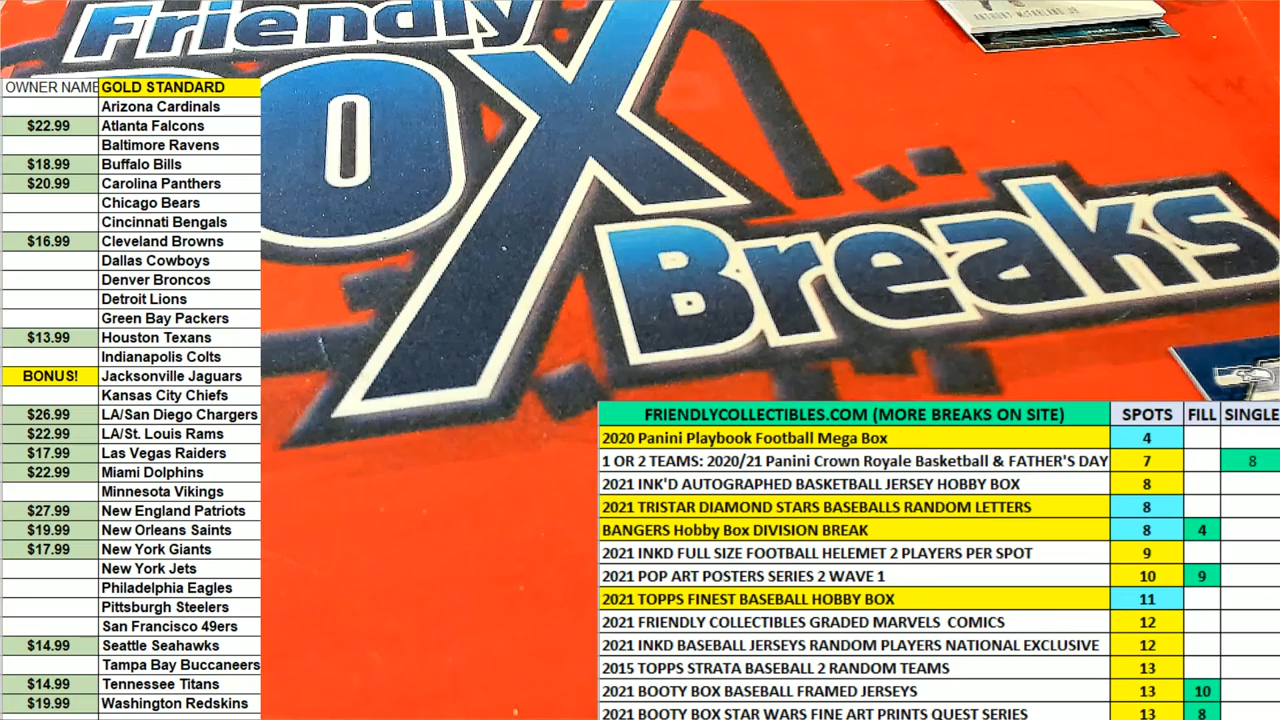 Friendly
BOX
Breaks
OWNER NAME GOLD STANDARD
Arizona Cardinals
$22.99 Atlanta Falcons
Baltimore Ravens
$18.99 Buffalo Bills
$20.99 Carolina Panthers
Chicago Bears
Cincinnati Bengals
$16.99 Cleveland Browns
Dallas Cowboys
Denver Broncos
Detroit Lions
Green Bay Packers
$13.99 Houston Texans
Indianapolis Colts
BONUS! Jacksonville Jaguars
Kansas City Chiefs
$26.99 LA/San Diego Chargers
$22.99 LA/St. Louis Rams
$17.99 Las Vegas Raiders
$22.99 Miami Dolphins
Minnesota Vikings
$27.99 New England Patriots
$19.99 New Orleans Saints
$17.99 New York Giants
New York Jets
Philadelphia Eagles
Pittsburgh Steelers
San Francisco 49ers
$14.99 Seattle Seahawks
Tampa Bay Buccaneers
$14.99 Tennessee Titans
$19.99 Washington Redskins
FRIENDLYCOLLECTIBLES.COM (MORE BREAKS ON SITE) SPOTS FILL SINGLE
2020 Panini Playbook Football Mega Box 4
1 OR 2 TEAMS: 2020/21 Panini Crown Royale Basketball & FATHER'S DAY 7 8
2021 INK'D AUTOGRAPHED BASKETBALL JERSEY HOBBY BOX 8
2021 TRISTAR DIAMOND STARS BASEBALLS RANDOM LETTERS 8
BANGERS Hobby Box DIVISION BREAK 8 4
2021 INKD FULL SIZE FOOTBALL HELEMET 2 PLAYERS PER SPOT 9
2021 POP ART POSTERS SERIES 2 WAVE 1 10 9
2021 TOPPS FINEST BASEBALL HOBBY BOX 11
2021 FRIENDLY COLLECTIBLES GRADED MARVELS COMICS 12
2021 INKD BASEBALL JERSEYS RANDOM PLAYERS NATIONAL EXCLUSIVE 12
2015 TOPPS STRATA BASEBALL 2 RANDOM TEAMS 13
2021 BOOTY BOX BASEBALL FRAMED JERSEYS 13 10
2021 BOOTY BOX STAR WARS FINE ART PRINTS QUEST SERIES 13 8